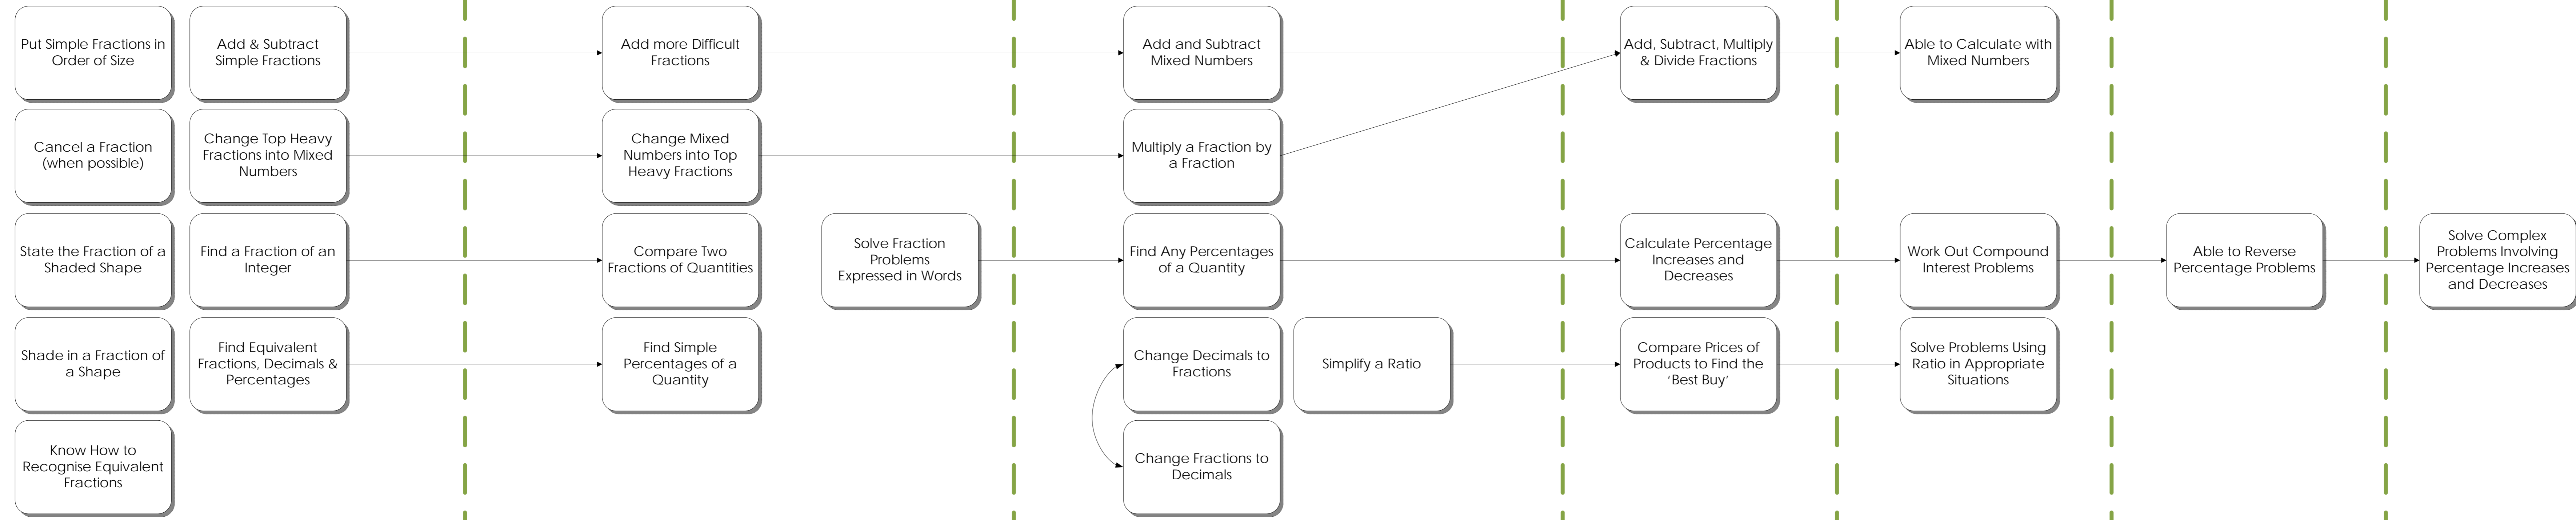 Put Simple Fractions in
Order of Size
Add & Subtract
Simple Fractions
Add more Difficult
Fractions
Add and Subtract
Mixed Numbers
Add, Subtract, Multiply
& Divide Fractions
Able to Calculate with
Mixed Numbers
Cancel a Fraction
(when possible)
Change Top Heavy
Fractions into Mixed
Numbers
Change Mixed
Numbers into Top
Heavy Fractions
Multiply a Fraction by
a Fraction
State the Fraction of a
Shaded Shape
Find a Fraction of an
Integer
Compare Two
Fractions of Quantities
Solve Fraction
Problems
Expressed in Words
Find Any Percentages
of a Quantity
Calculate Percentage
Increases and
Decreases
Work Out Compound
Interest Problems
Able to Reverse
Percentage Problems
Solve Complex
Problems Involving
Percentage Increases
and Decreases
Shade in a Fraction of
a Shape
Find Equivalent
Fractions, Decimals &
Percentages
Find Simple
Percentages of a
Quantity
Change Decimals to
Fractions
Simplify a Ratio
Compare Prices of
Products to Find the
‘Best Buy’
Solve Problems Using
Ratio in Appropriate
Situations
Know How to
Recognise Equivalent
Fractions
Change Fractions to
Decimals